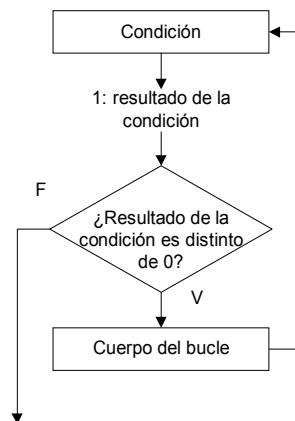 Condición
1: resultado de la
condición
F
¿Resultado de la
condición es distinto
de 0?
V
Cuerpo del bucle